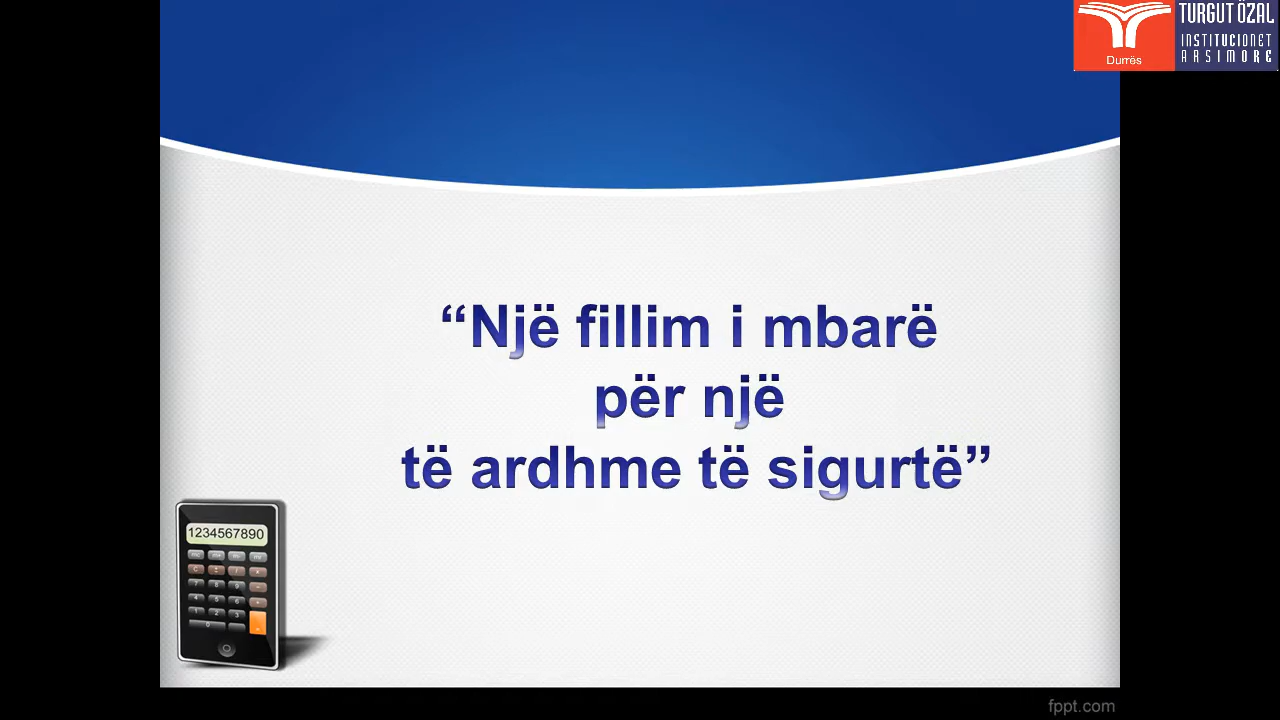 TURGUT ÖZAL
INSTITUCIONET
ARSIMORE
Durrës
“Një fillim i mbarë
për një
të ardhme të sigurtë”
1234567890
fppt.com